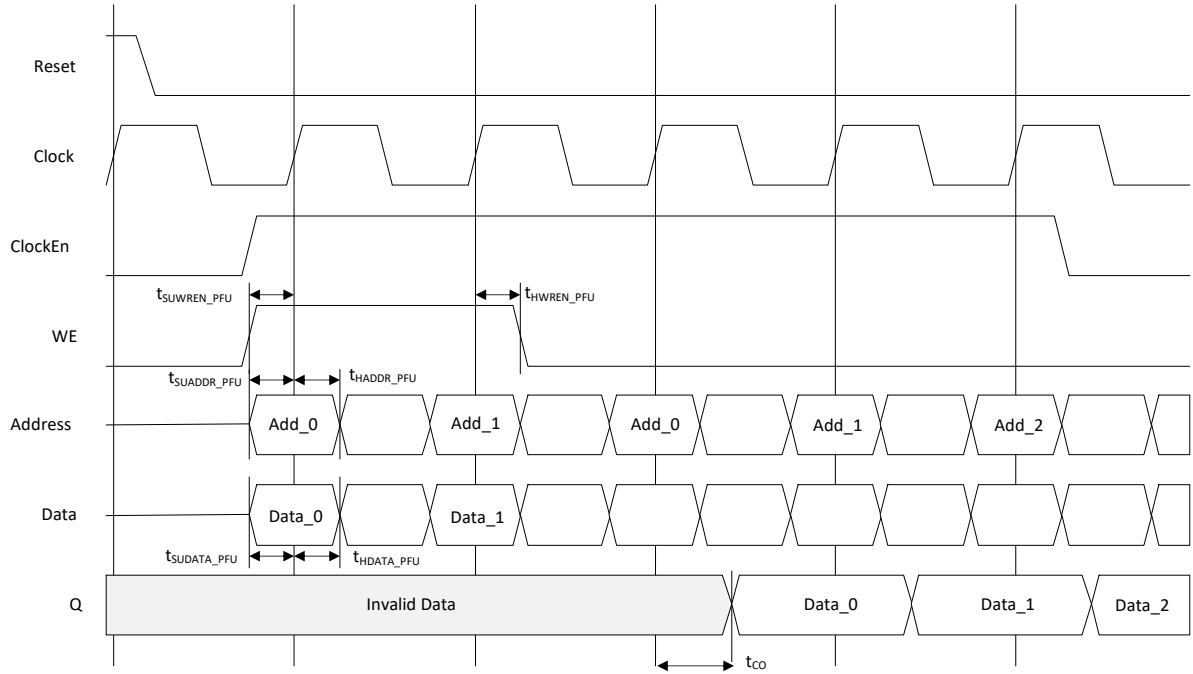 Reset
Clock
ClockEn
tSUWREN_PFU
tHWREN_PFU
WE
tSUADDR_PFU
tHADDR_PFU
Address
Add_0
Add_1
Add_0
Add_1
Add_2
Data
Data_0
Data_1
tSUDATA_PFU
tHDATA_PFU
Q
Invalid Data
Data_0
Data_1
Data_2
tCO